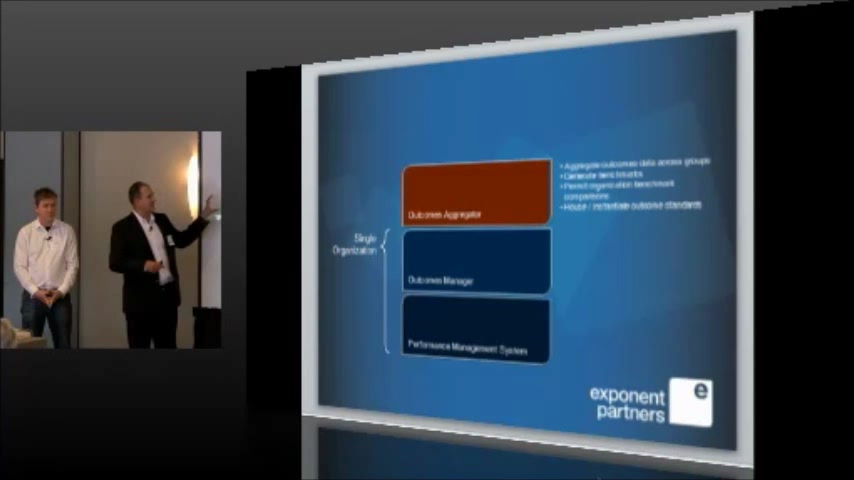 • Aggregate outcomes data across groups
• Generate benchmarks
• Permit organization benchmark
comparisons
• House / instantiate outcome standards
Outcomes Aggregator
Single
Organization
Outcomes Manager
Performance Management System
exponent
partners
e